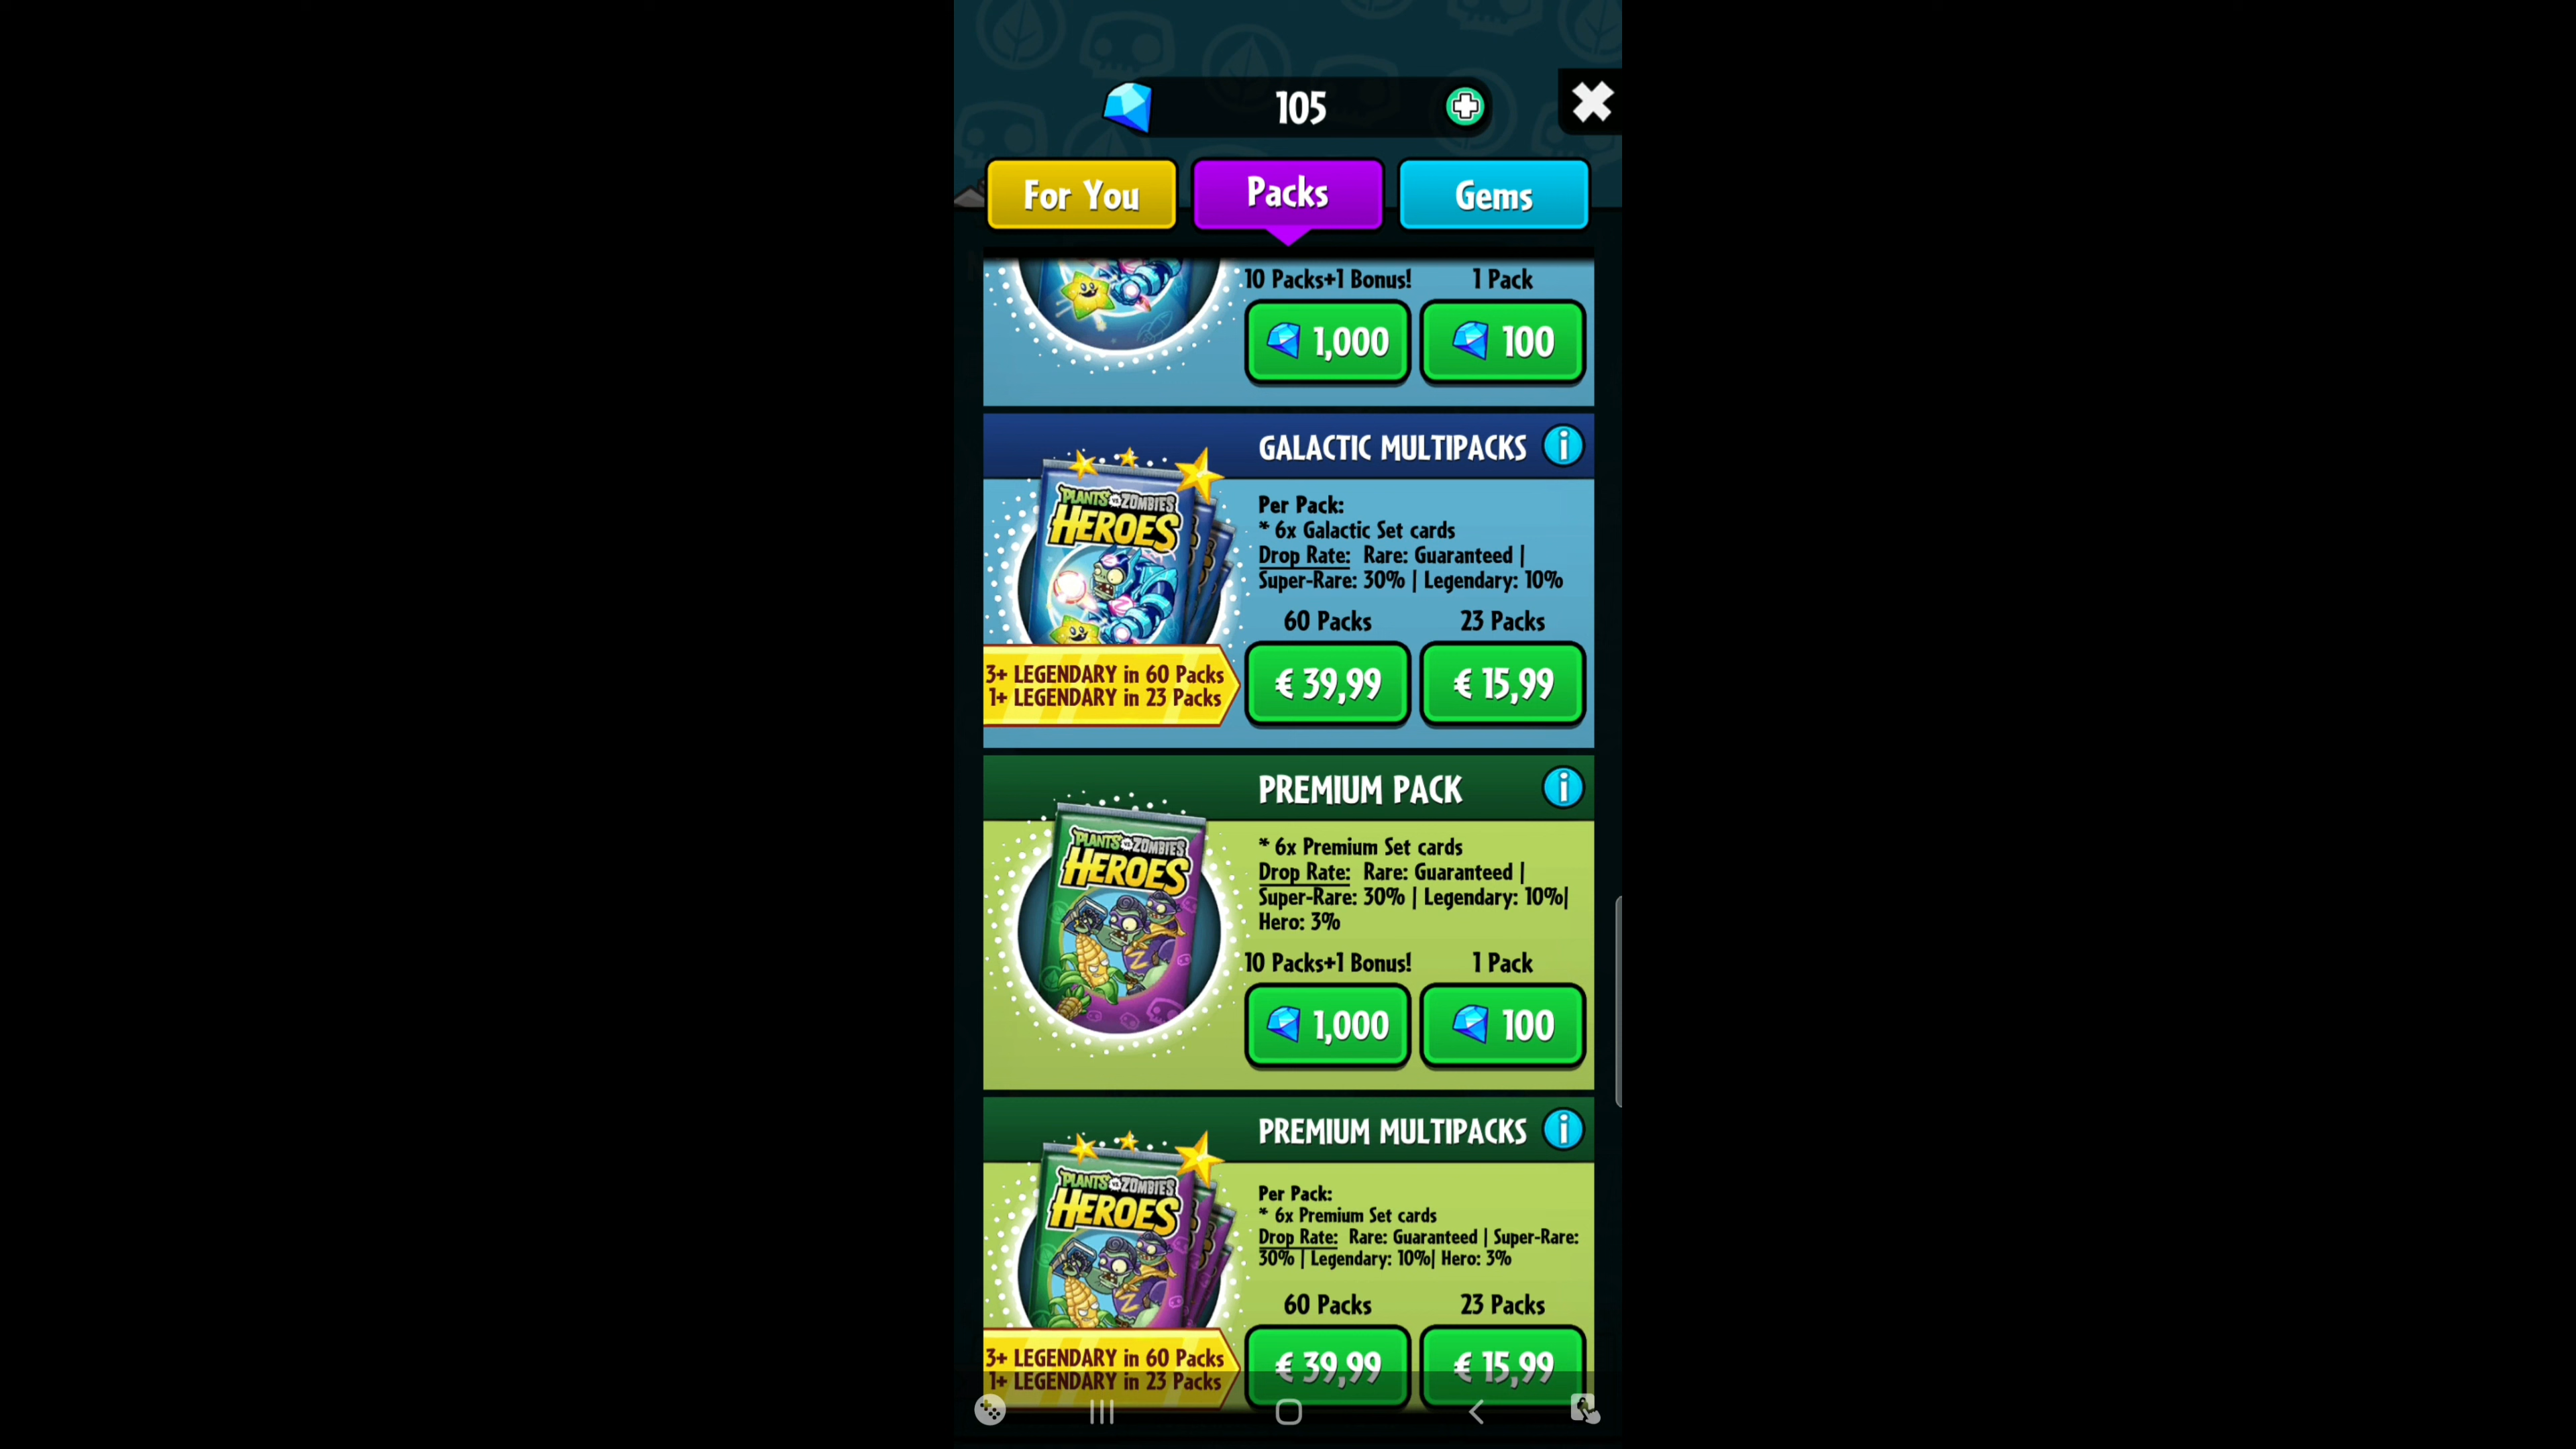 105
For You
Packs
Gems
10 Packs+1 Bonus!
1 Pack
1,000
100
GALACTIC MULTIPACKS
i
PLANTS VS. ZOMBIES
HEROES
Per Pack:
* 6x Galactic Set cards
Drop Rate: Rare: Guaranteed |
Super-Rare: 30% | Legendary: 10%
60 Packs
23 Packs
3+ LEGENDARY in 60 Packs
1+ LEGENDARY in 23 Packs
€ 39,99
€ 15,99
PREMIUM PACK
i
PLANTS VS. ZOMBIES
HEROES
* 6x Premium Set cards
Drop Rate: Rare: Guaranteed |
Super-Rare: 30% | Legendary: 10%|
Hero: 3%
10 Packs+1 Bonus!
1 Pack
1,000
100
PREMIUM MULTIPACKS
i
PLANTS VS. ZOMBIES
HEROES
Per Pack:
* 6x Premium Set cards
Drop Rate: Rare: Guaranteed | Super-Rare:
30% | Legendary: 10%| Hero: 3%
60 Packs
23 Packs
3+ LEGENDARY in 60 Packs
1+ LEGENDARY in 23 Packs
€ 39,99
€ 15,99